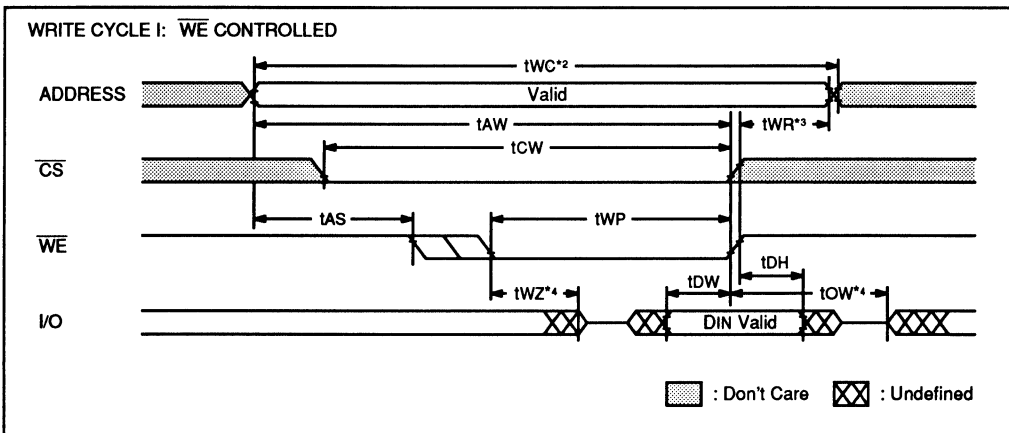 WRITE CYCLE I: WE CONTROLLED
tWC*2
ADDRESS
Valid
tAW
tWR*3
tCW
CS
tAS
tWP
WE
tDH
tDW
tWZ*4
tOW*4
I/O
DIN Valid
: Don't Care
: Undefined